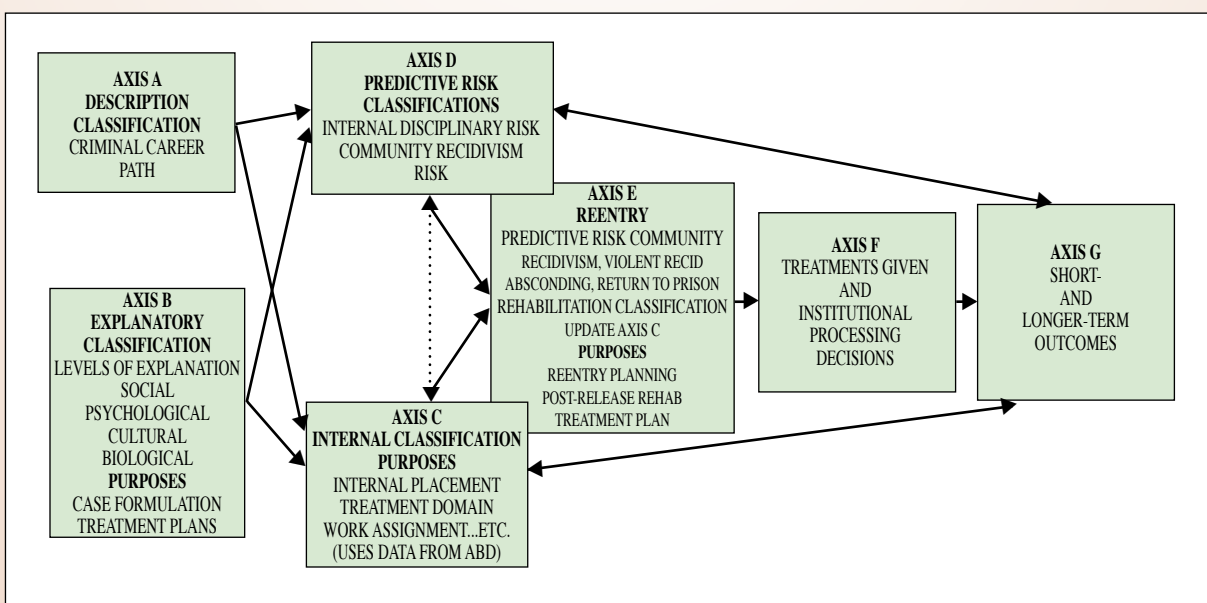 AXIS A
DESCRIPTION
CLASSIFICATION
CRIMINAL CAREER
PATH
AXIS B
EXPLANATORY
CLASSIFICATION
LEVELS OF EXPLANATION
SOCIAL
PSYCHOLOGICAL
CULTURAL
BIOLOGICAL
PURPOSES
CASE FORMULATION
TREATMENT PLANS
AXIS D
PREDICTIVE RISK
CLASSIFICATIONS
INTERNAL DISCIPLINARY RISK
COMMUNITY RECIDIVISM
RISK
AXIS C
INTERNAL CLASSIFICATION
PURPOSES
INTERNAL PLACEMENT
TREATMENT DOMAIN
WORK ASSIGNMENT...ETC.
(USES DATA FROM ABD)
AXIS E
REENTRY
PREDICTIVE RISK COMMUNITY
RECIDIVISM, VIOLENT RECID
ABSCONDING, RETURN TO PRISON
REHABILITATION CLASSIFICATION
UPDATE AXIS C
PURPOSES
REENTRY PLANNING
POST-RELEASE REHAB
TREATMENT PLAN
AXIS F
TREATMENTS GIVEN
AND
INSTITUTIONAL
PROCESSING
DECISIONS
AXIS G
SHORT-
AND
LONGER-TERM
OUTCOMES